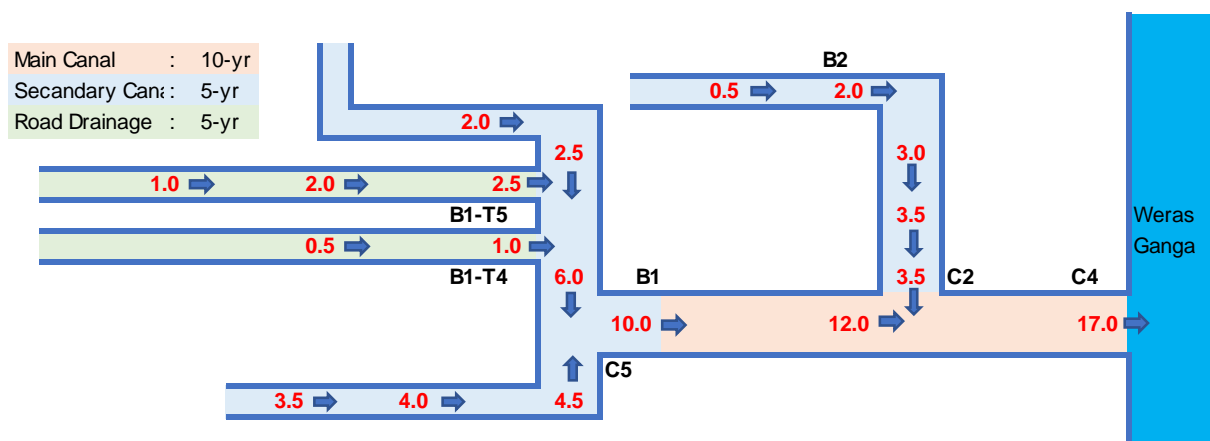 Main Canal : 10-yr
Secandary Cana: 5-yr
Road Drainage : 5-yr
B2
0.5 2.0
2.0
2.5
3.0
1.0 2.0 2.5
B1-T5
3.5
Weras
Ganga
0.5 1.0
B1-T4
6.0
B1
3.5
C2
C4
10.0 12.0 17.0
C5
3.5 4.0 4.5